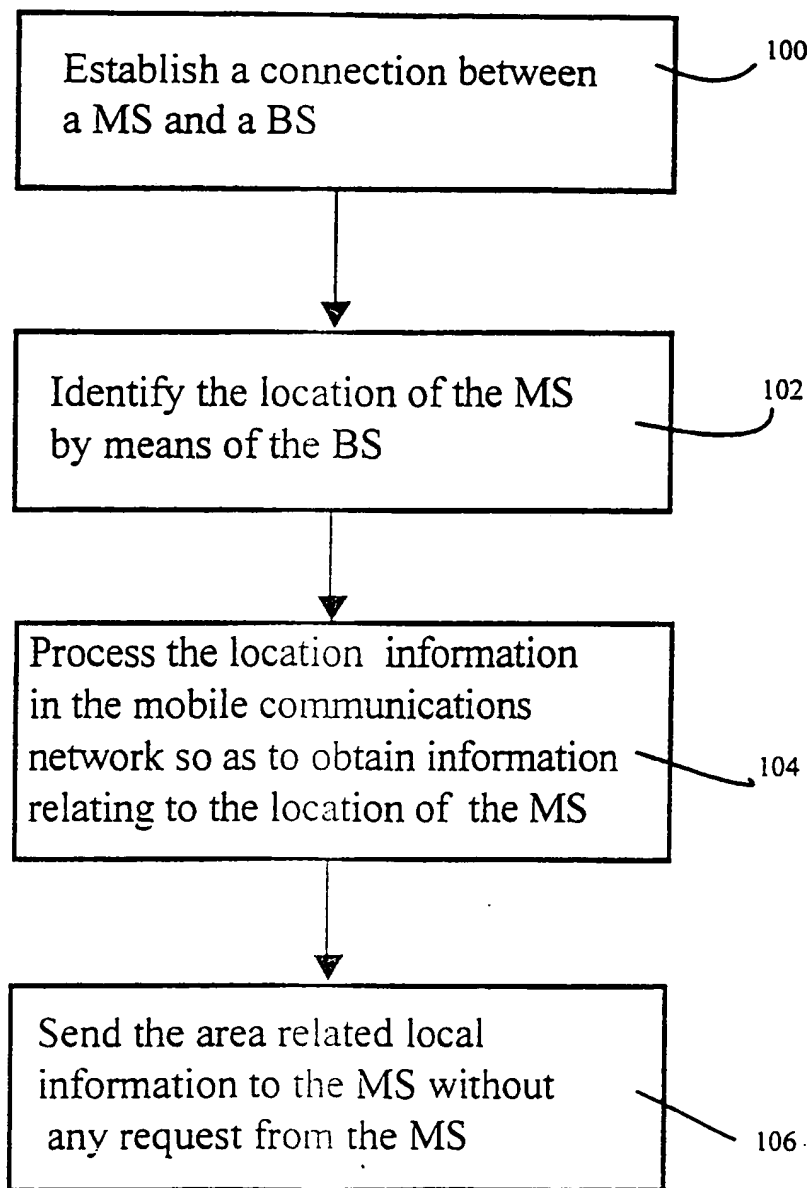 Establish a connection between
a MS and a BS
100
Identify the location of the MS
by means of the BS
102
Process the location information
in the mobile communications
network so as to obtain information
relating to the location of the MS
104
Send the area related local
information to the MS without
any request from the MS
106